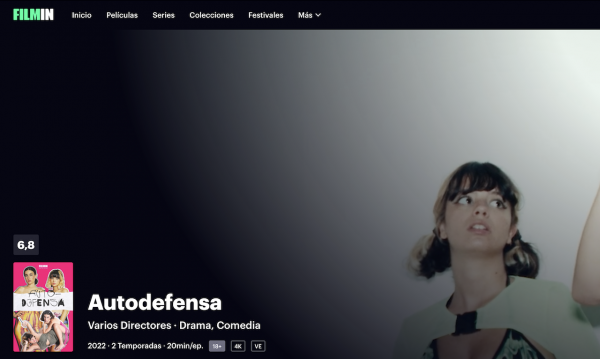 FILMIN Inicio Películas Series Colecciones Festivales Más
6,8
AUTO
DEFENSA
Autodefensa
Varios Directores · Drama, Comedia
2022 · 2 Temporadas · 20min/ep. 18+ 4K VE